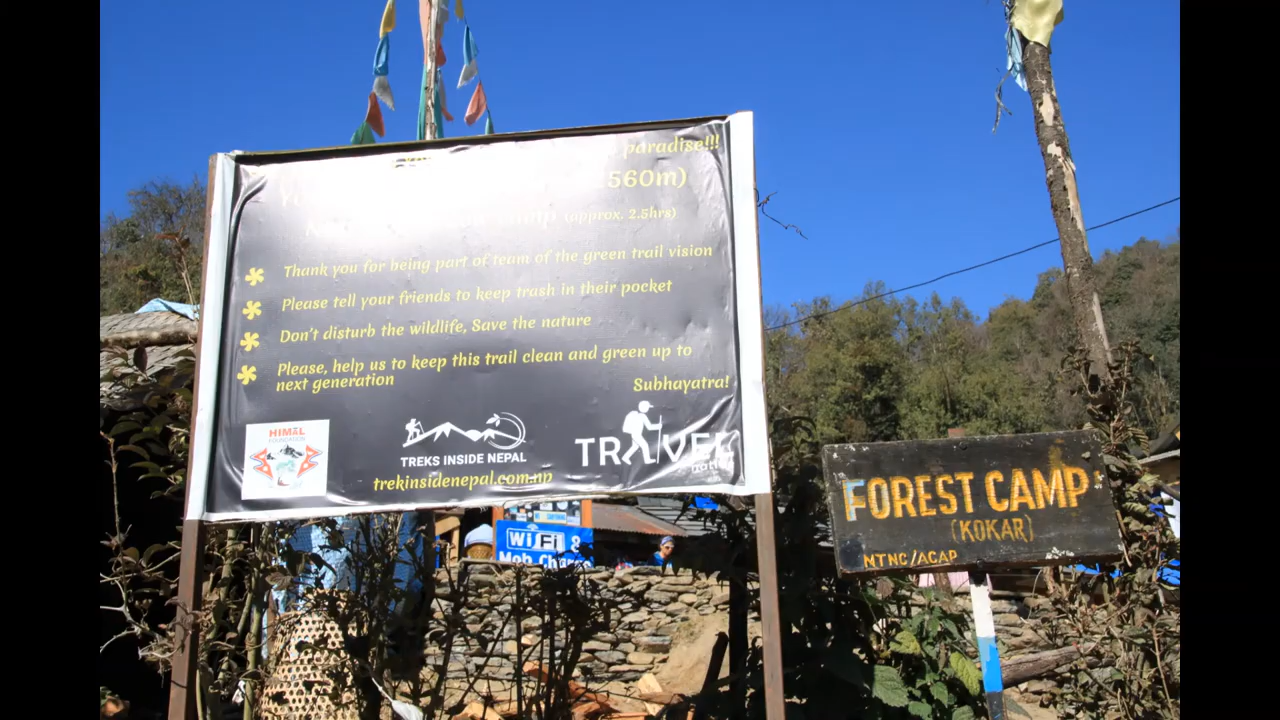 paradise!!!
560m)
(approx. 2.5hrs)
Thank you for being part of team of the green trail vision
Please tell your friends to keep trash in their pocket
Don't disturb the wildlife, Save the nature
Please, help us to keep this trail clean and green up to
next generation
Subhayatra!
HIMAL
FOUNDATION
TREKS INSIDE NEPAL
trekinsidenepal.com.np
WiFi &
FOREST CAMP
(KOKAR)
NTNC/ACAP